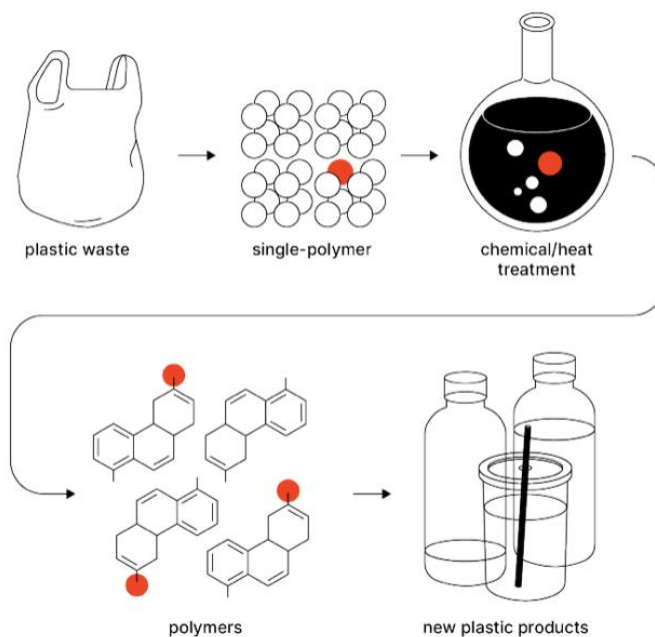 plastic waste
single-polymer
chemical/heat
treatment
polymers
new plastic products